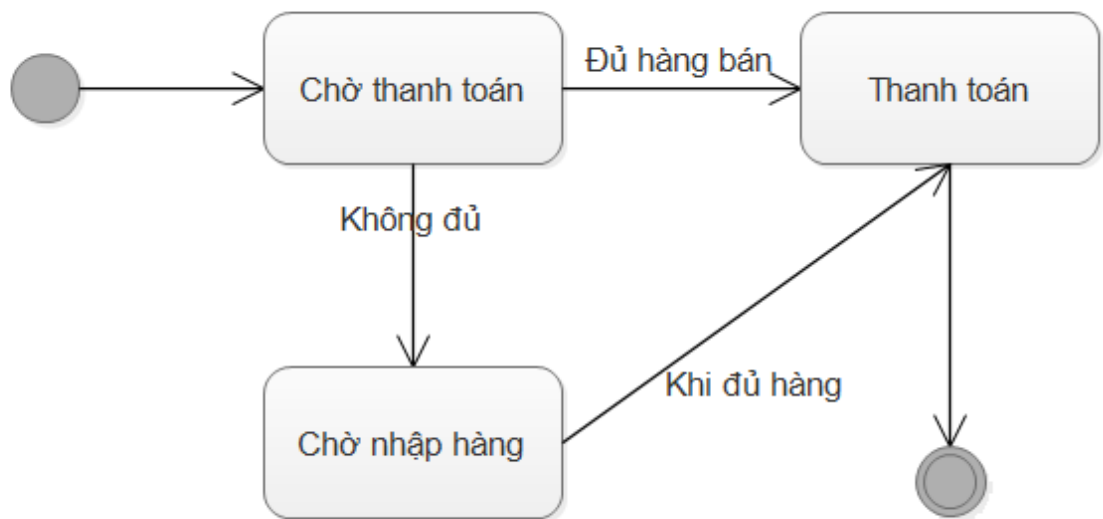 Chờ thanh toán
Đủ hàng bán
Thanh toán
Không đủ
Khi đủ hàng
Chờ nhập hàng